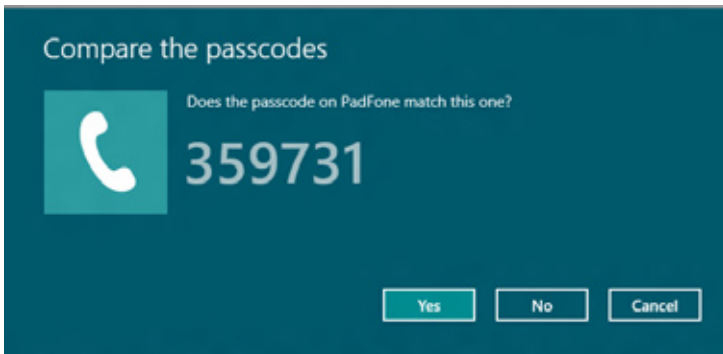 Compare the passcodes
Does the passcode on PadFone match this one?
359731
Yes No Cancel